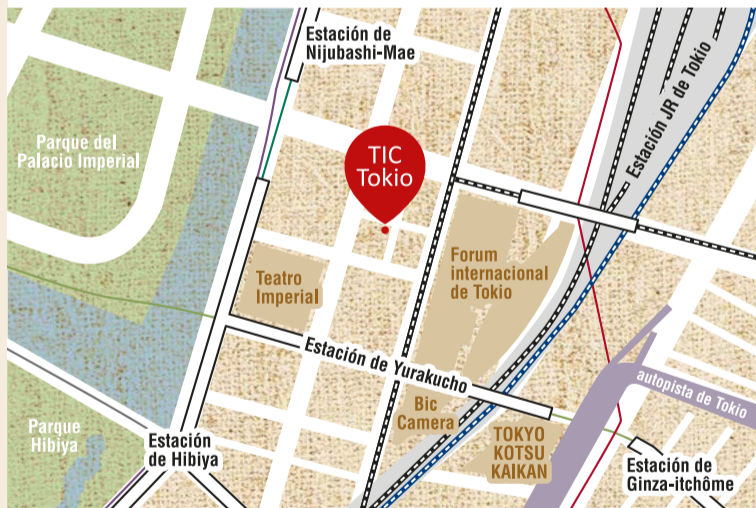 Estación de
Nijubashi-Mae
Estación JR de Tokio
Parque del
Palacio Imperial
TIC
Tokio
Teatro
Imperial
Forum
internacional
de Tokio
Estación de Yurakucho
autopista de Tokio
Bic
Camera
Parque
Hibiya
Estación
de Hibiya
TOKYO
KOTSU
KAIKAN
Estación de
Ginza-itchôme